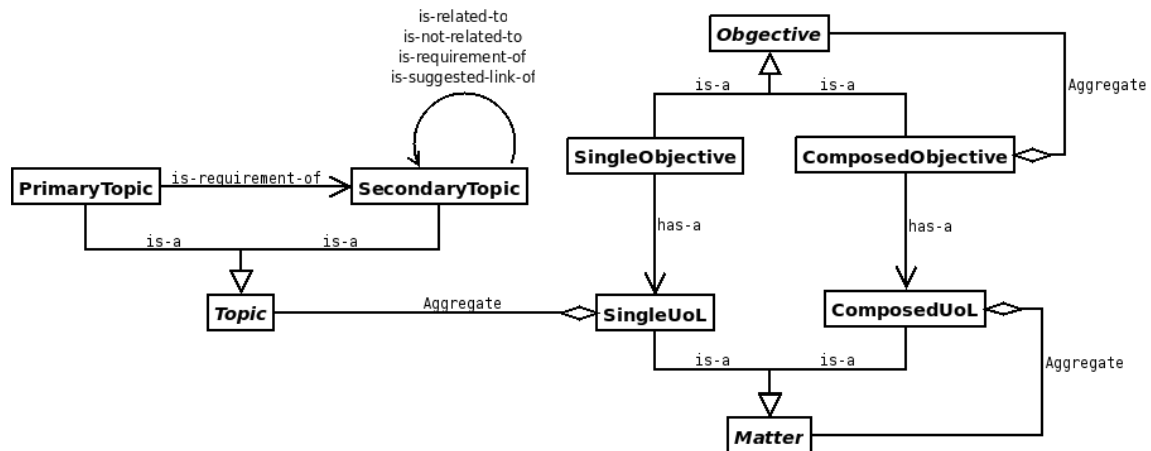 is-related-to
is-not-related-to
is-requirement-of
is-suggested-link-of
Obgective
is-a
is-a
Aggregate
SingleObjective
ComposedObjective
PrimaryTopic
is-requirement-of
SecondaryTopic
has-a
has-a
is-a
is-a
Topic
Aggregate
SingleUoL
ComposedUoL
is-a
is-a
Aggregate
Matter